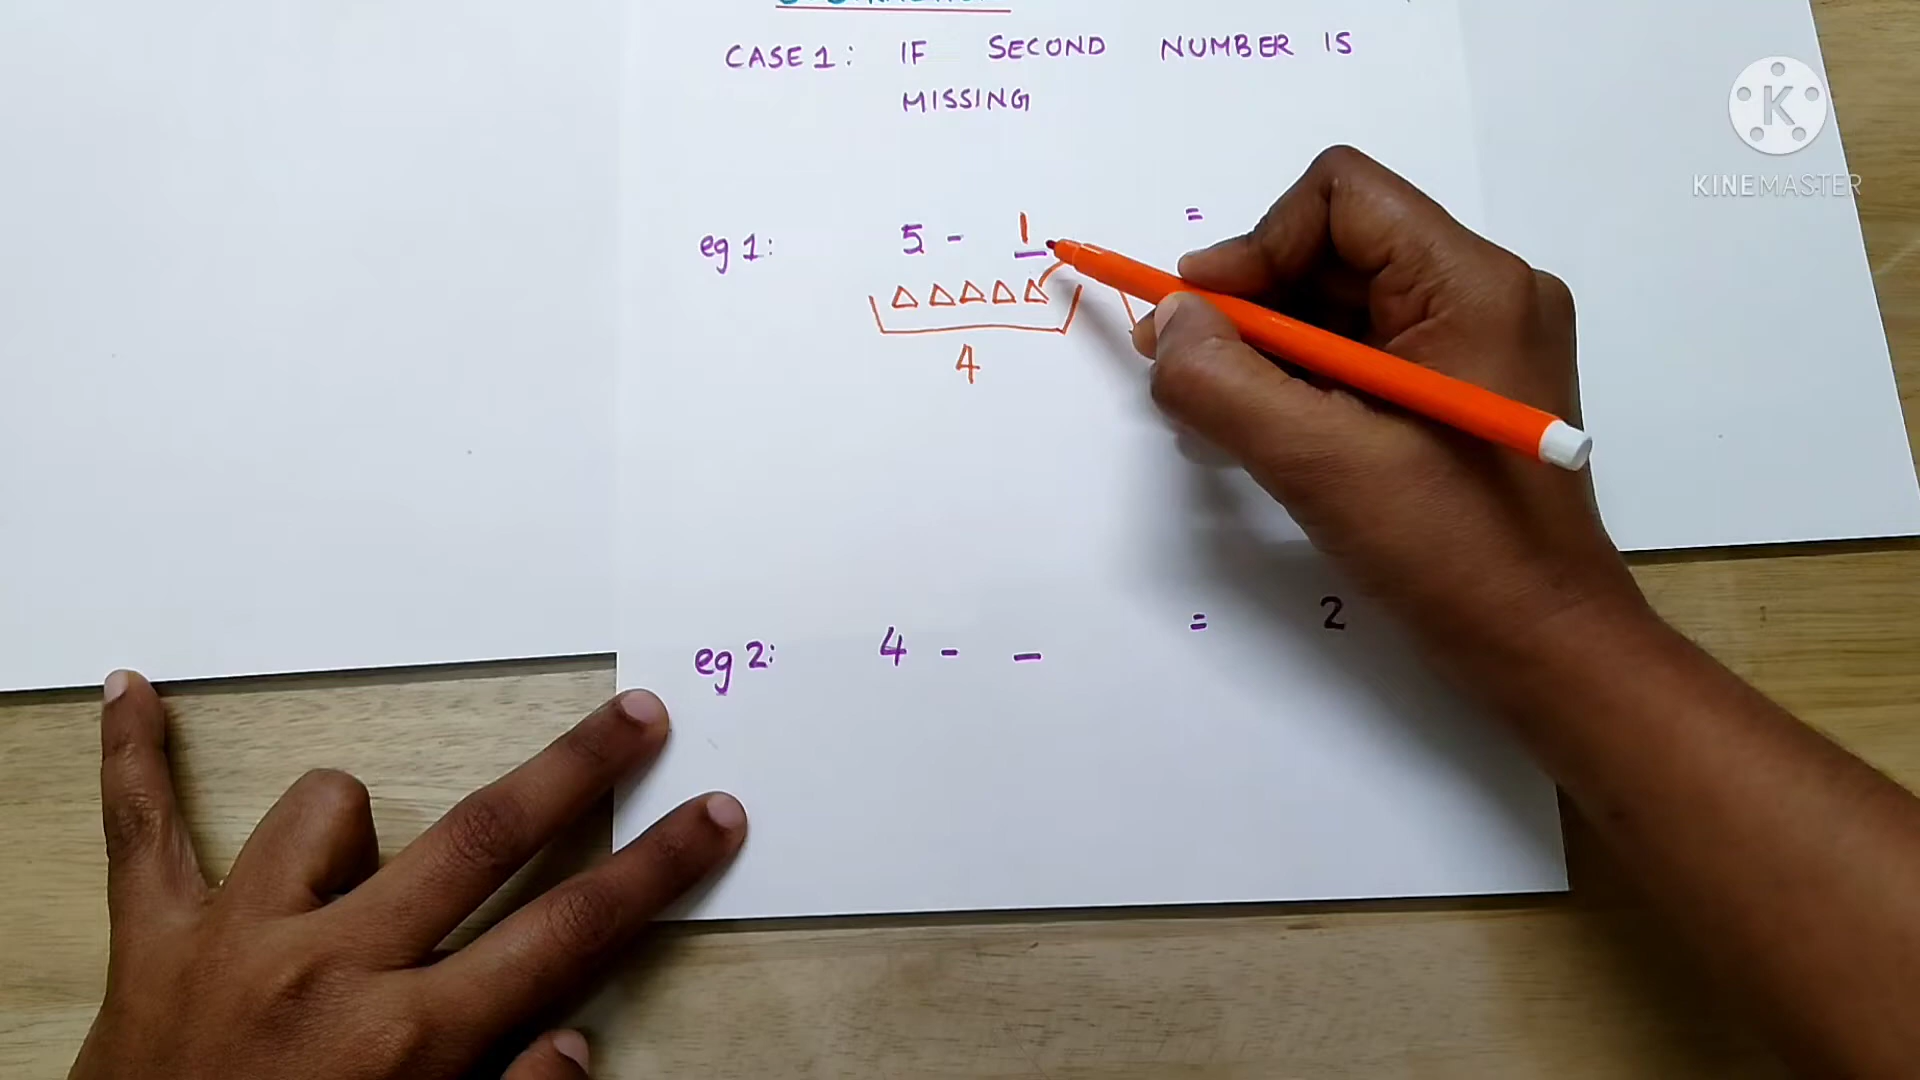 CASE 1: IF SECOND NUMBER IS
MISSING
KINEMASTER
eg 1: 5 - 1 =
4
eg 2: 4 - _ = 2